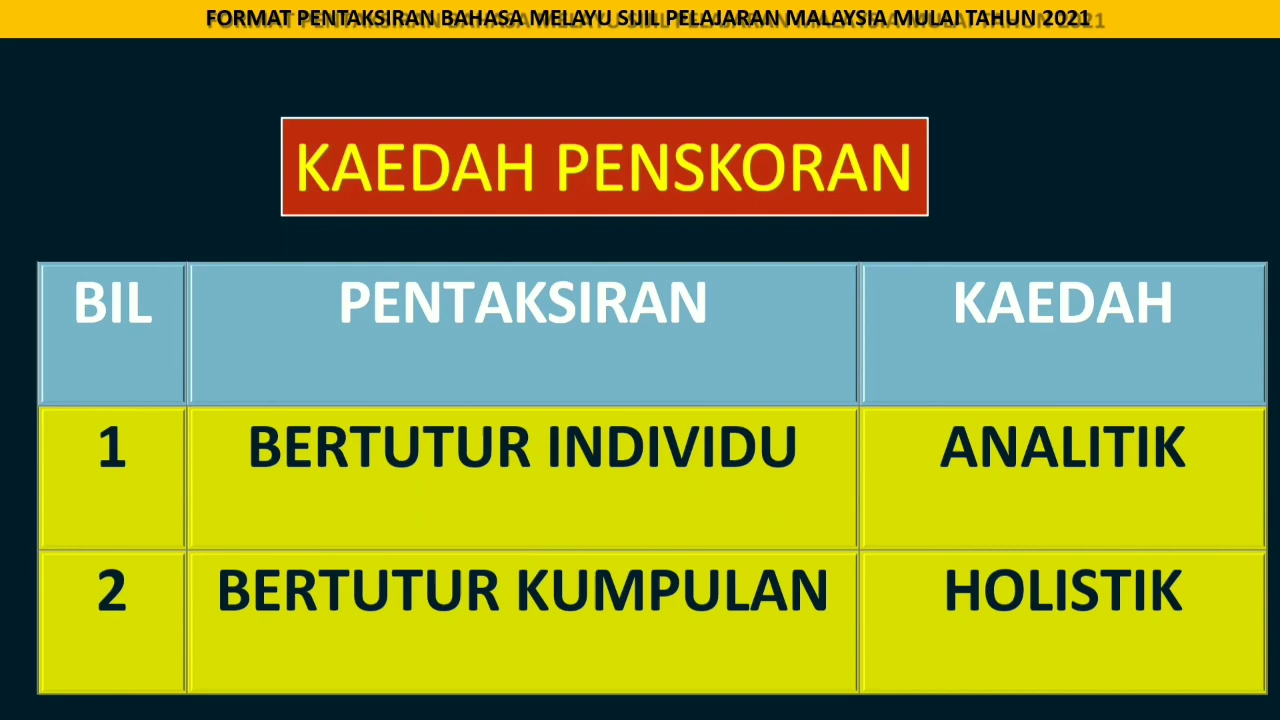 FORMAT PENTAKSIRAN BAHASA MELAYU SIJIL PELAJARAN MALAYSIA MULAI TAHUN 2021
KAEDAH PENSKORAN
BIL PENTAKSIRAN KAEDAH
1 BERTUTUR INDIVIDU ANALITIK
2 BERTUTUR KUMPULAN HOLISTIK